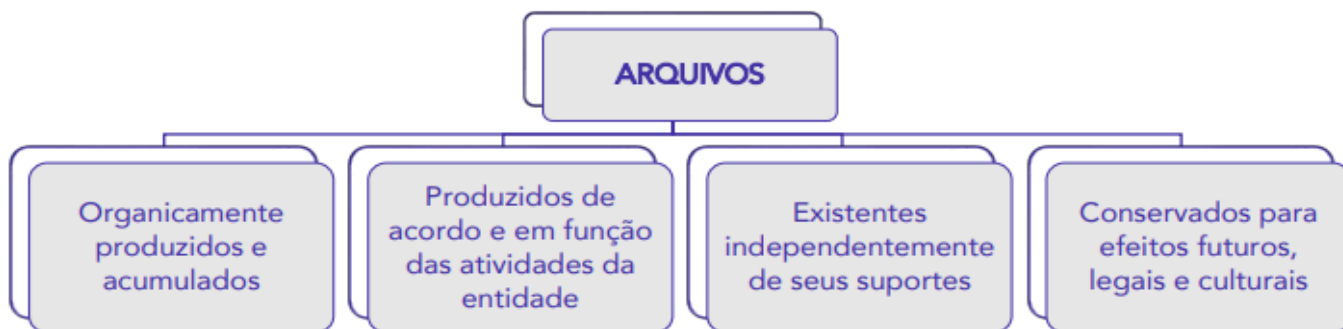 ARQUIVOS
Organicamente
produzidos e
acumulados
Produzidos de
acordo e em função
das atividades da
entidade
Existentes
independentemente
de seus suportes
Conservados para
efeitos futuros,
legais e culturais